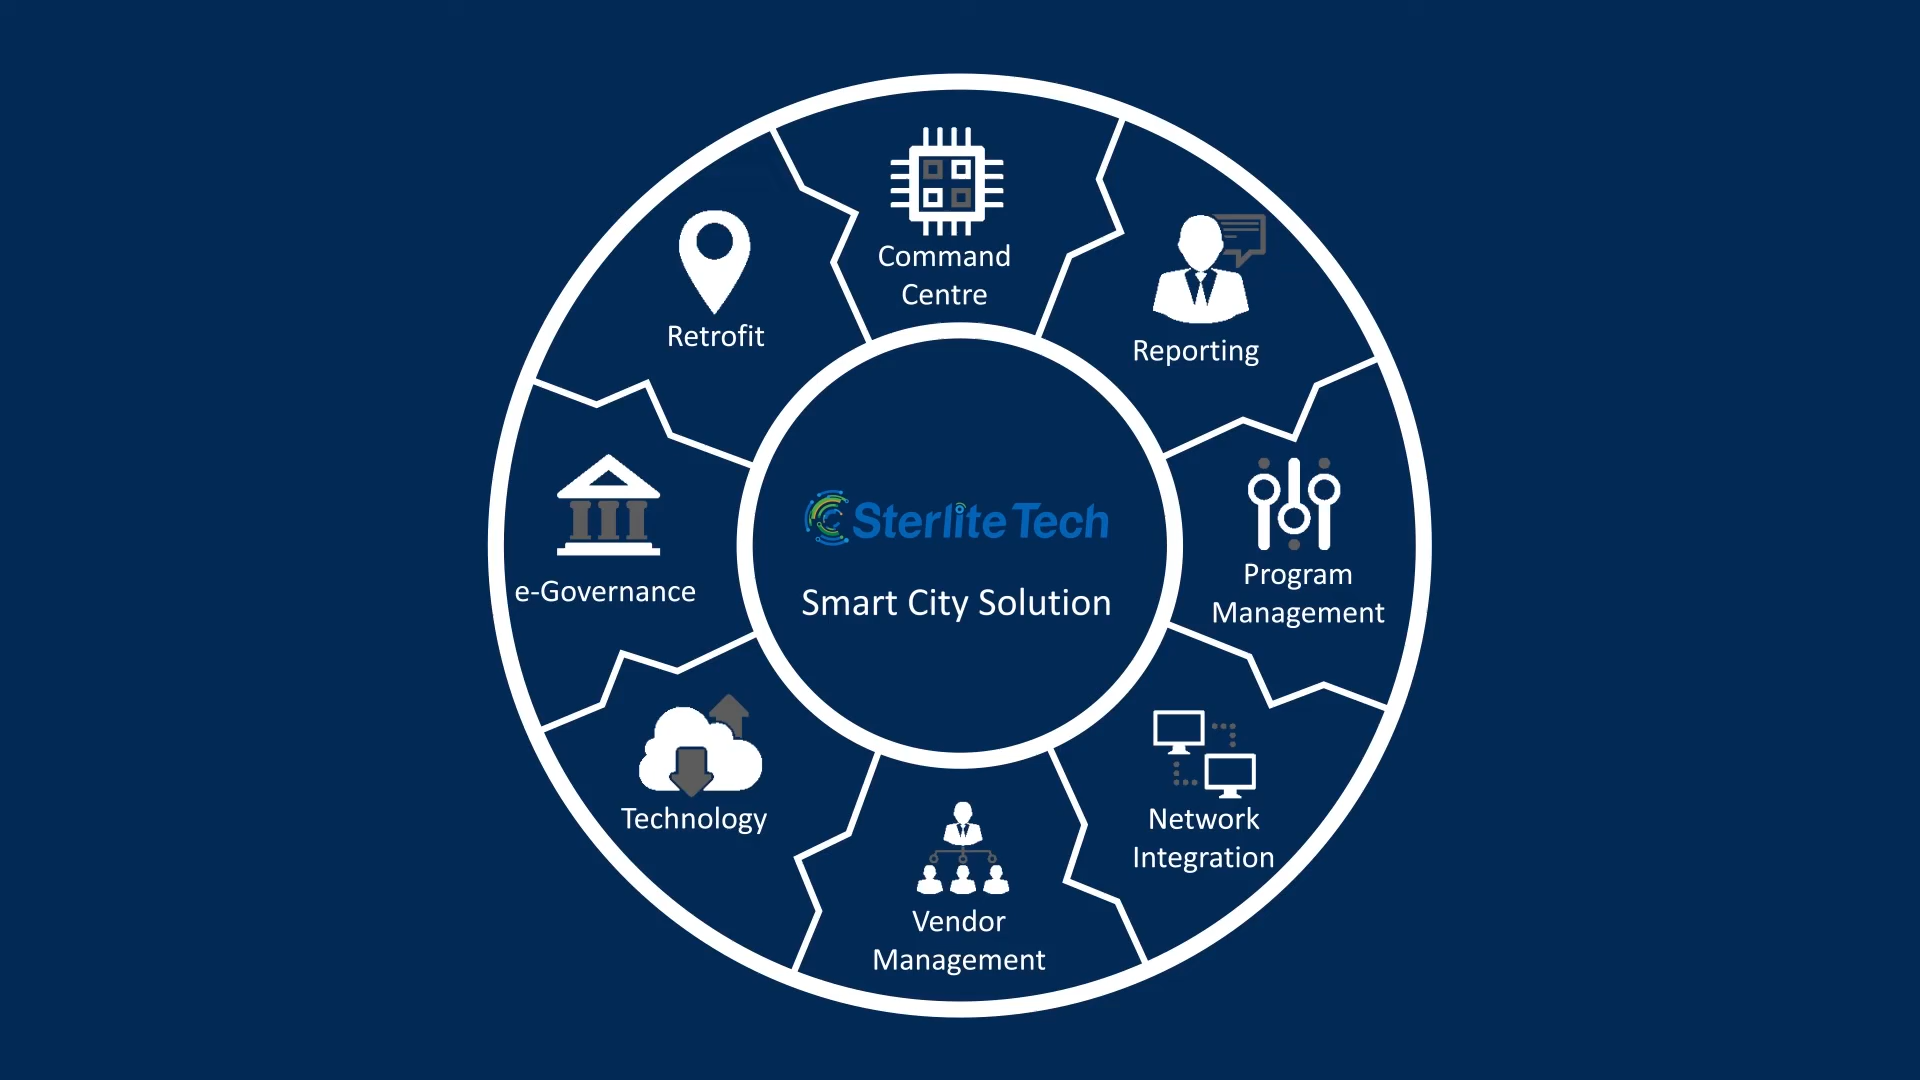 Command
Centre
Reporting
Program
Management
Network
Integration
Vendor
Management
Technology
e-Governance
Retrofit
Sterlite Tech
Smart City Solution